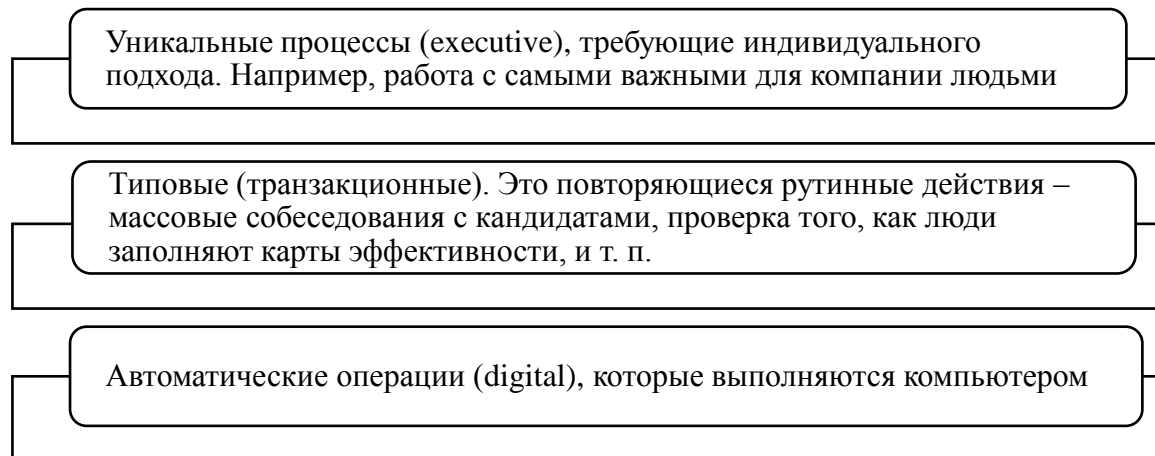 Уникальные процессы (executive), требующие индивидуального
подхода. Например, работа с самыми важными для компании людьми
Типовые (транзакционные). Это повторяющиеся рутинные действия –
массовые собеседования с кандидатами, проверка того, как люди
заполняют карты эффективности, и т. п.
Автоматические операции (digital), которые выполняются компьютером